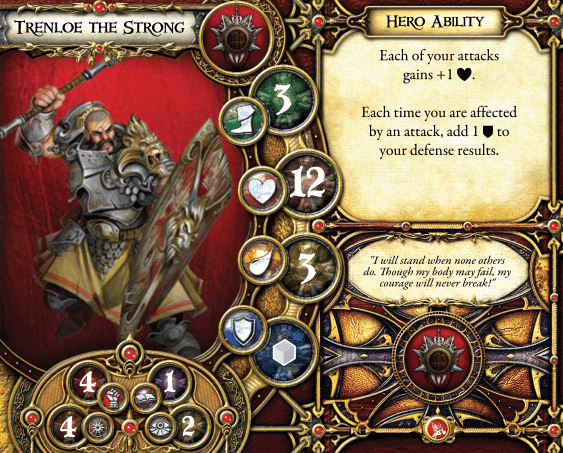 Trenloe the Strong
3
12
3
4 1
4 2
Hero Ability
Each of your attacks
gains +1 ♥.
Each time you are affected
by an attack, add 1 to
your defense results.
"I will stand when none others
do. Though my body may fail, my
courage will never break!"